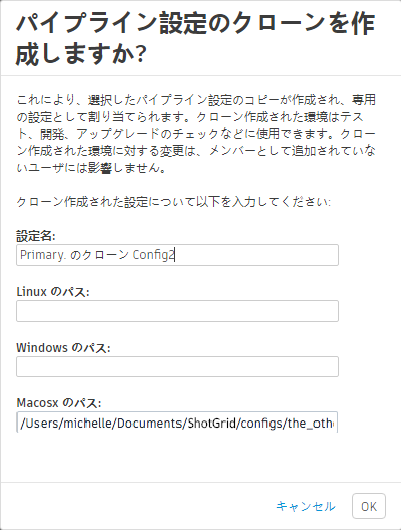 パイプライン設定のクローンを作
成しますか?
これにより、選択したパイプライン設定のコピーが作成され、専用
の設定として割り当てられます。クローン作成された環境はテス
ト、開発、アップグレードのチェックなどに使用できます。クロー
ン作成された環境に対する変更は、メンバーとして追加されていな
いユーザには影響しません。
クローン作成された設定について以下を入力してください:
設定名:
Primary. のクローン Config2
Linux のパス:
Windows のパス:
Macosx のパス:
/Users/michelle/Documents/ShotGrid/configs/the_othe
キャンセル OK